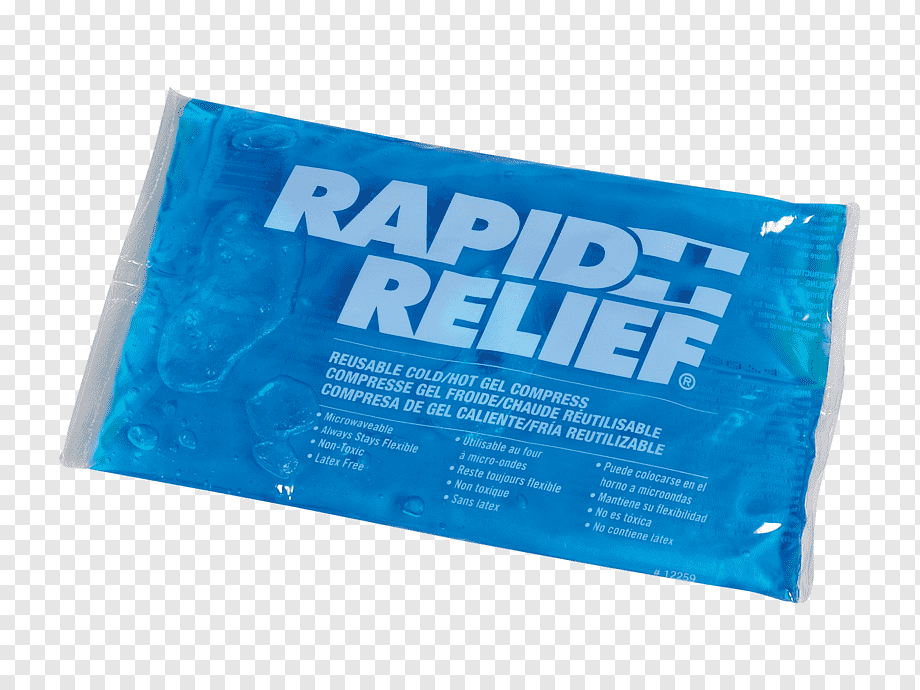 RAPID
RELIEF®
REUSABLE COLD/HOT GEL COMPRESS
COMPRESSE GEL FROIDE/CHAUDE RÉUTILISABLE
COMPRESA DE GEL CALIENTE/FRÍA REUTILIZABLE
• Microwaveable
• Always Stays Flexible
• Non-Toxic
• Latex Free
• Utilisable au four
à micro-ondes
• Reste toujours flexible
• Non toxique
• Sans latex
• Puede colocarse en el
horno a microondas
• Mantiene su flexibilidad
• No es tóxica
• No contiene latex
# 12259